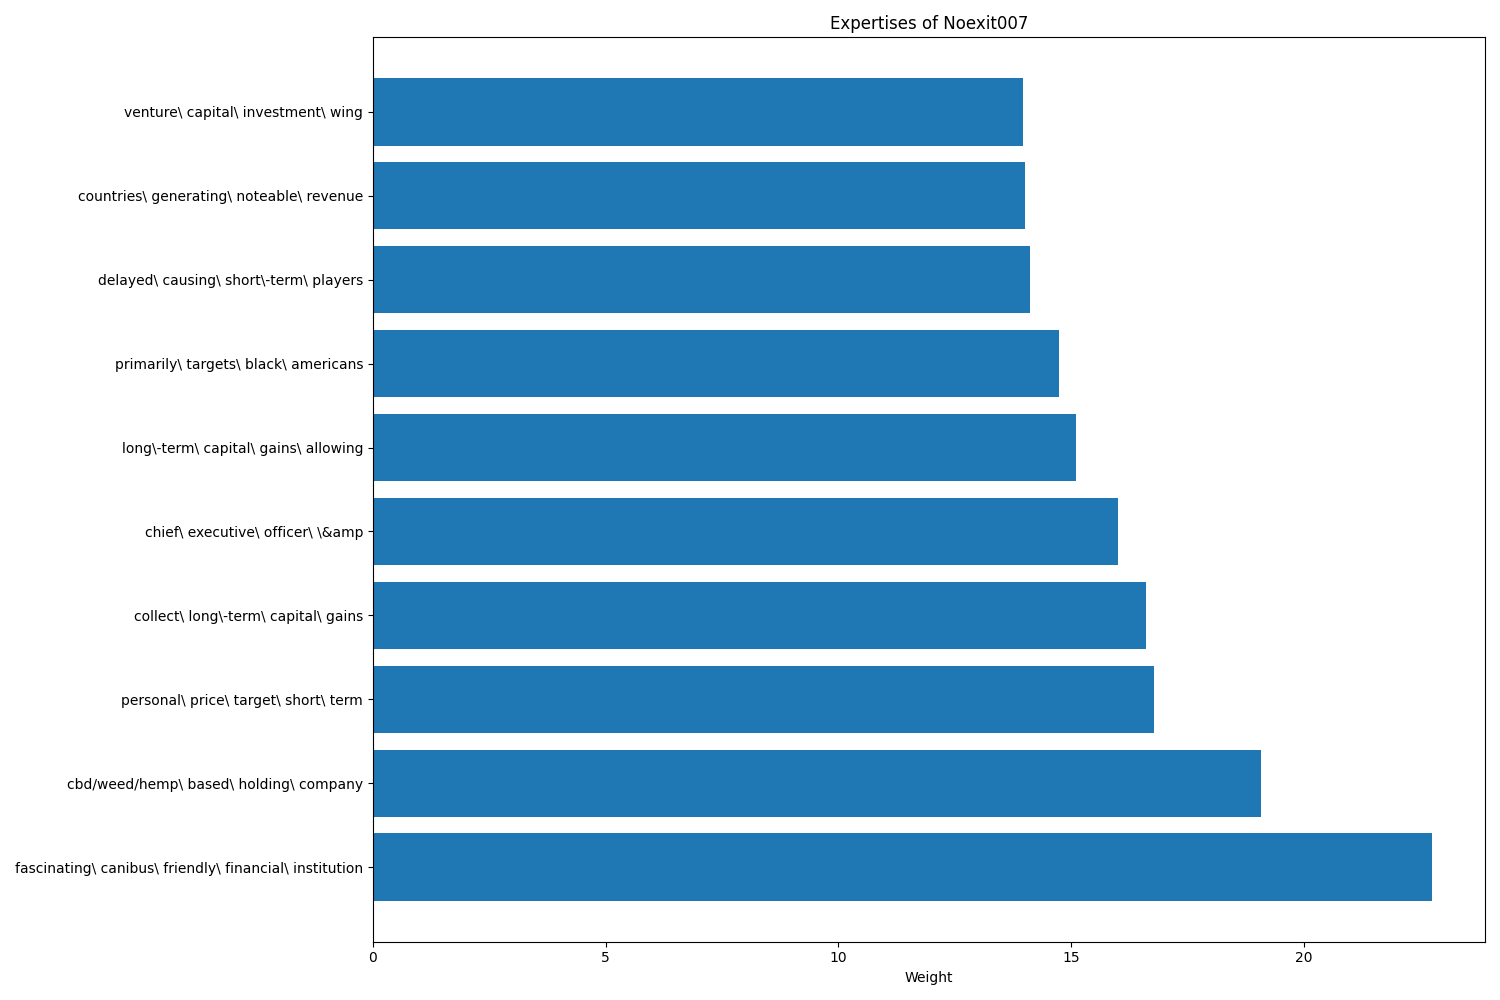 Expertises of Noexit007
venture\ capital\ investment\ wing
countries\ generating\ noteable\ revenue
delayed\ causing\ short\-term\ players
primarily\ targets\ black\ americans
long\-term\ capital\ gains\ allowing
chief\ executive\ officer\ \&amp
collect\ long\-term\ capital\ gains
personal\ price\ target\ short\ term
cbd/weed/hemp\ based\ holding\ company
fascinating\ canibus\ friendly\ financial\ institution
0 5 10 15 20
Weight